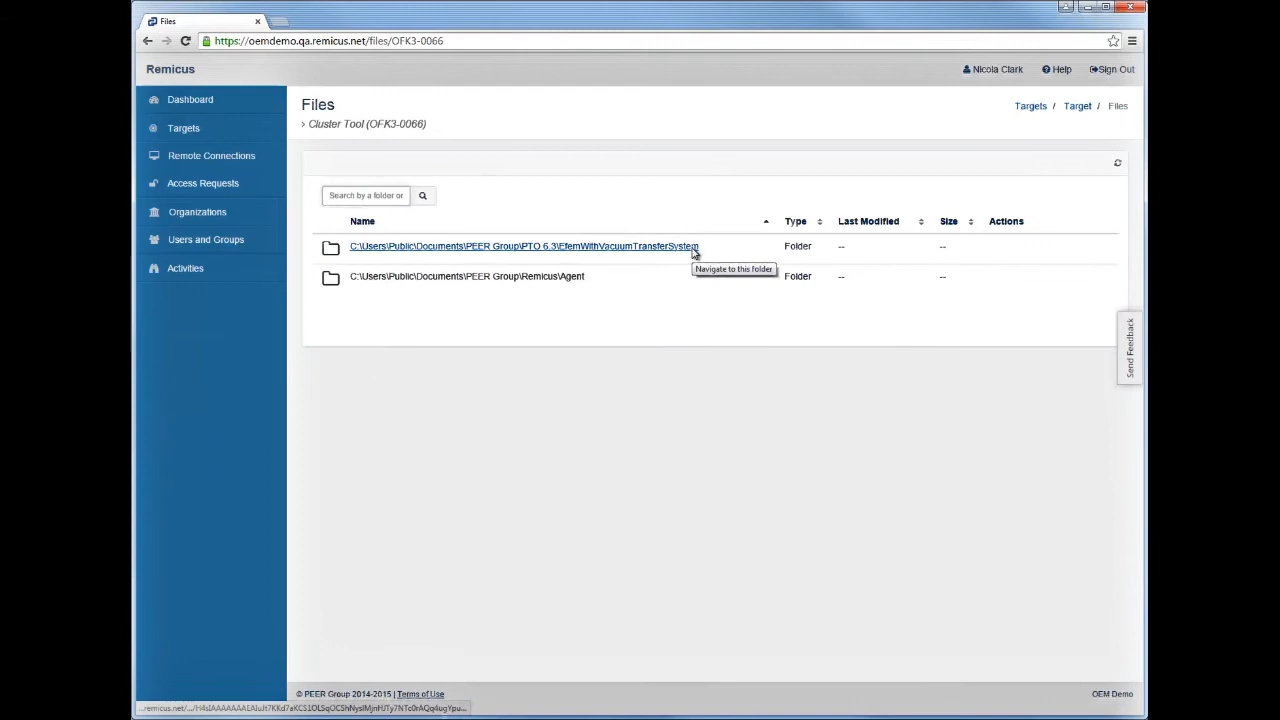 Files
https://oemdemo.qa.remicus.net/files/OFK3-0066
Remicus
Nicola Clark
Help
Sign Out
Dashboard
Targets
Remote Connections
Access Requests
Organizations
Users and Groups
Activities
Files
Targets / Target / Files
› Cluster Tool (OFK3-0066)
Search by a folder or
Name Type Last Modified Size Actions
C:\Users\Public\Documents\PEER Group\PTO 6.3\EfemWithVacuumTransferSystem Folder -- --
Navigate to this folder
C:\Users\Public\Documents\PEER Group\Remicus\Agent Folder -- --
Send Feedback
© PEER Group 2014-2015 | Terms of Use
OEM Demo